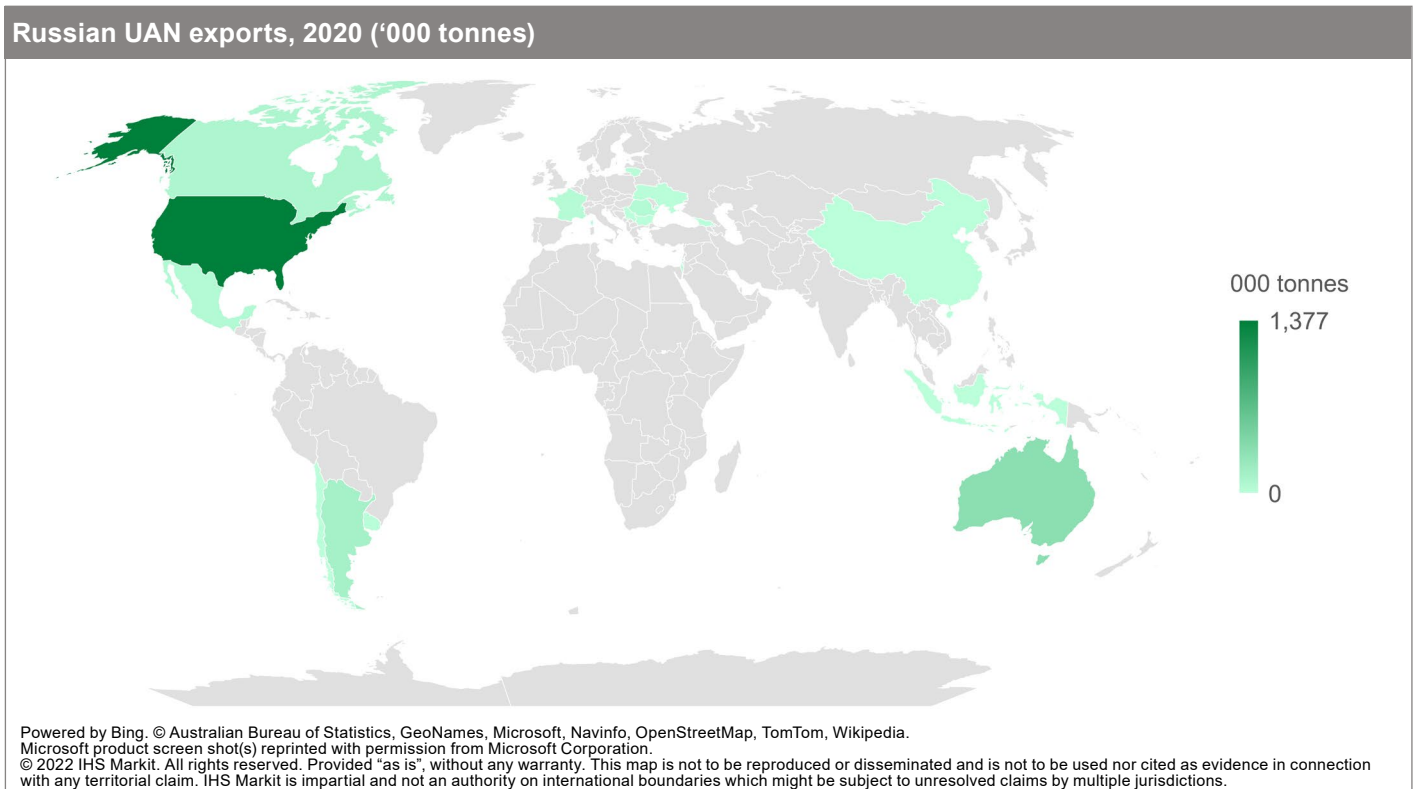 Russian UAN exports, 2020 (‘000 tonnes)
000 tonnes
1,377
0
Powered by Bing. © Australian Bureau of Statistics, GeoNames, Microsoft, Navinfo, OpenStreetMap, TomTom, Wikipedia.
Microsoft product screen shot(s) reprinted with permission from Microsoft Corporation.
© 2022 IHS Markit. All rights reserved. Provided “as is”, without any warranty. This map is not to be reproduced or disseminated and is not to be used nor cited as evidence in connection
with any territorial claim. IHS Markit is impartial and not an authority on international boundaries which might be subject to unresolved claims by multiple jurisdictions.